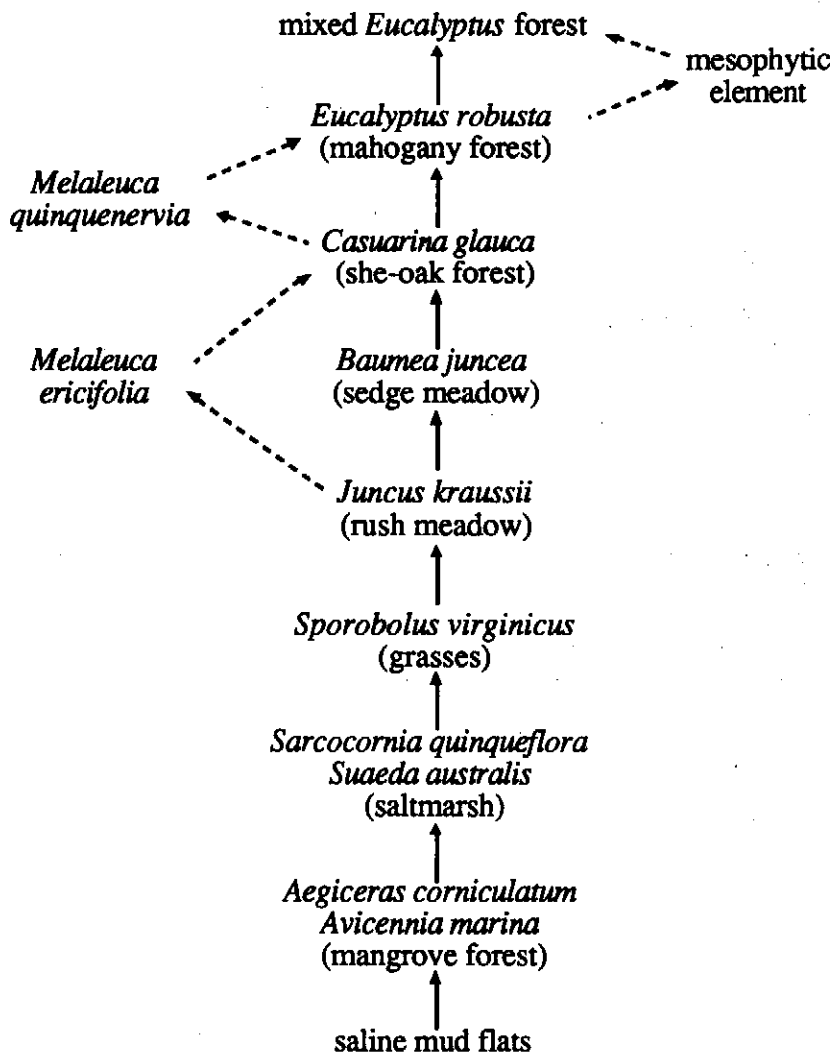 mixed Eucalyptus forest
mesophytic
element
Eucalyptus robusta
(mahogany forest)
Melaleuca
quinquenervia
Casuarina glauca
(she-oak forest)
Melaleuca
ericifolia
Baumea juncea
(sedge meadow)
Juncus kraussii
(rush meadow)
Sporobolus virginicus
(grasses)
Sarcocornia quinqueflora
Suaeda australis
(saltmarsh)
Aegiceras corniculatum
Avicennia marina
(mangrove forest)
saline mud flats